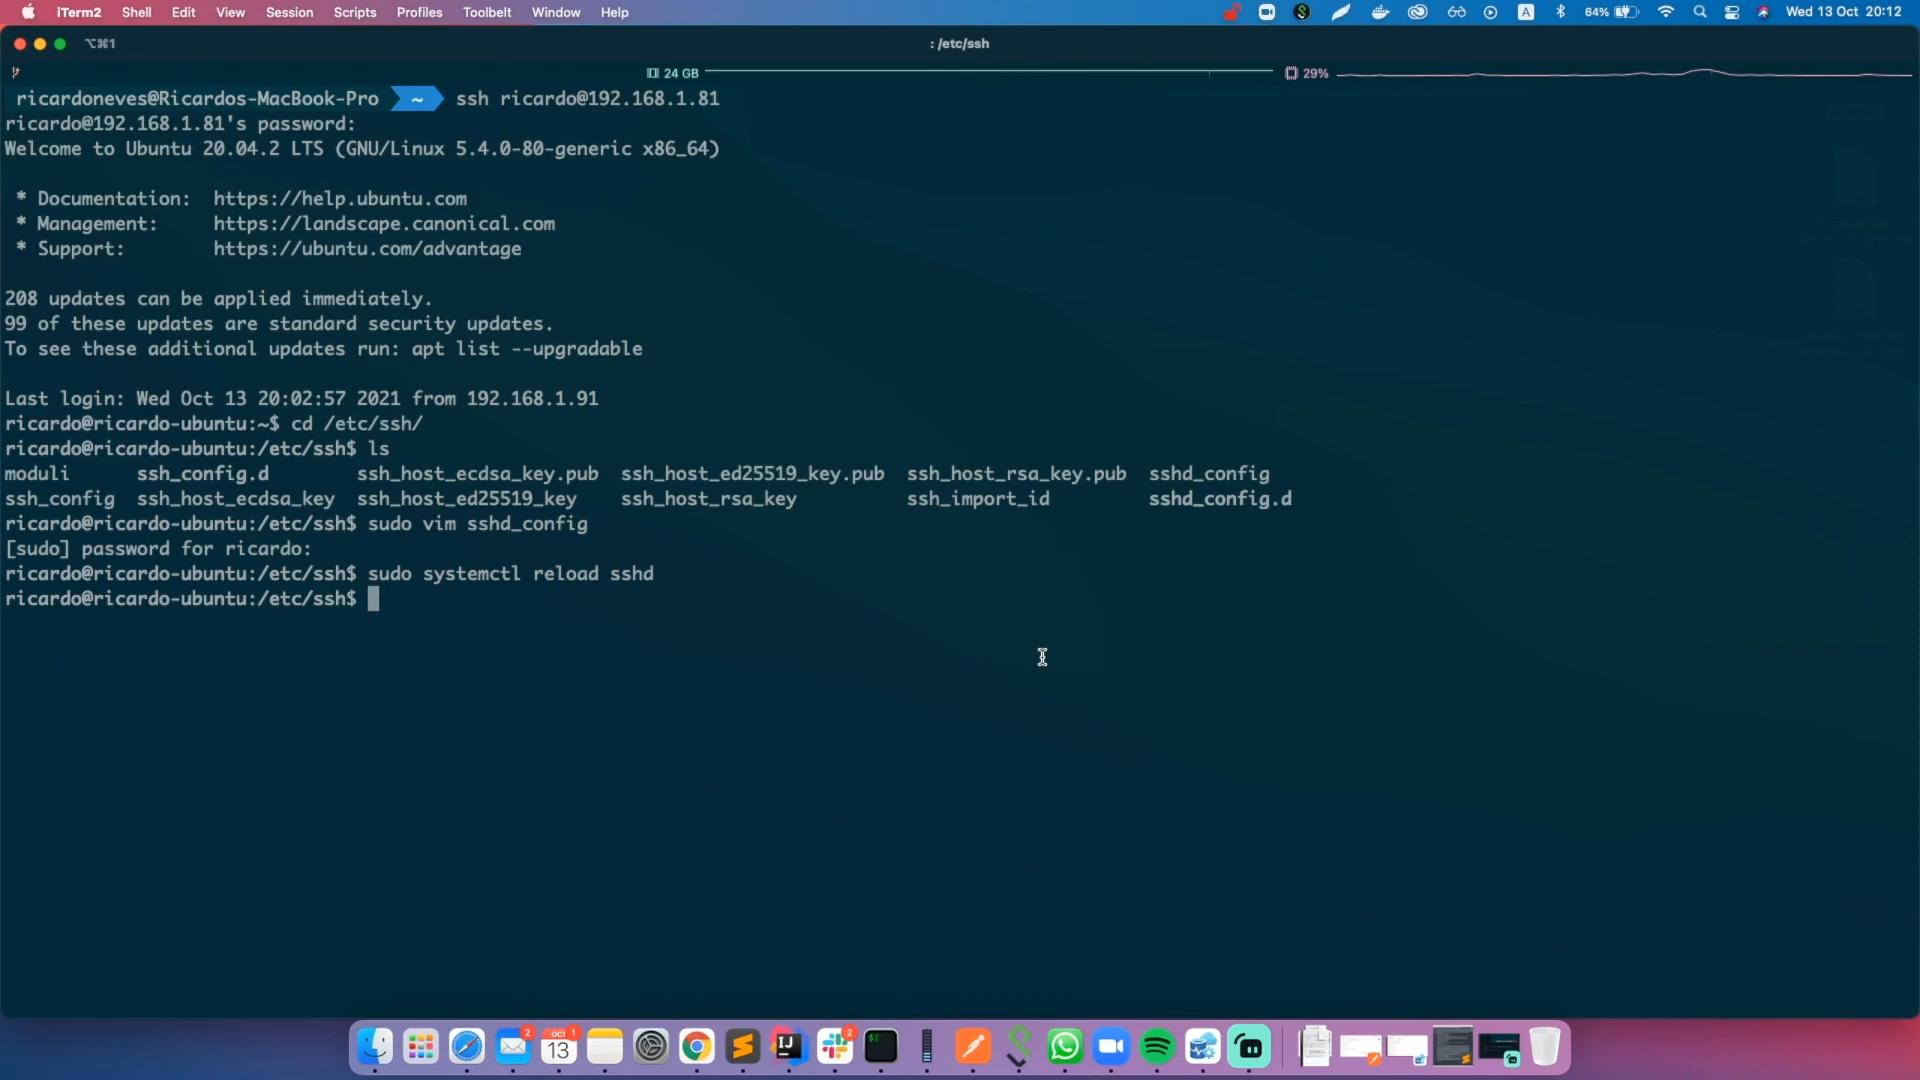 iTerm2 Shell Edit View Session Scripts Profiles Toolbelt Window Help
A 64% Wed 13 Oct 20:12
⌥⌘1 : /etc/ssh
24 GB 29%
ricardoneves@Ricardos-MacBook-Pro ~ ssh ricardo@192.168.1.81
ricardo@192.168.1.81's password:
Welcome to Ubuntu 20.04.2 LTS (GNU/Linux 5.4.0-80-generic x86_64)
* Documentation: https://help.ubuntu.com
* Management: https://landscape.canonical.com
* Support: https://ubuntu.com/advantage
208 updates can be applied immediately.
99 of these updates are standard security updates.
To see these additional updates run: apt list --upgradable
Last login: Wed Oct 13 20:02:57 2021 from 192.168.1.91
ricardo@ricardo-ubuntu:~$ cd /etc/ssh/
ricardo@ricardo-ubuntu:/etc/ssh$ ls
moduli ssh_config.d ssh_host_ecdsa_key.pub ssh_host_ed25519_key.pub ssh_host_rsa_key.pub sshd_config
ssh_config ssh_host_ecdsa_key ssh_host_ed25519_key ssh_host_rsa_key ssh_import_id sshd_config.d
ricardo@ricardo-ubuntu:/etc/ssh$ sudo vim sshd_config
[sudo] password for ricardo:
ricardo@ricardo-ubuntu:/etc/ssh$ sudo systemctl reload sshd
ricardo@ricardo-ubuntu:/etc/ssh$
2 OCT 1 13 IJ 2 $